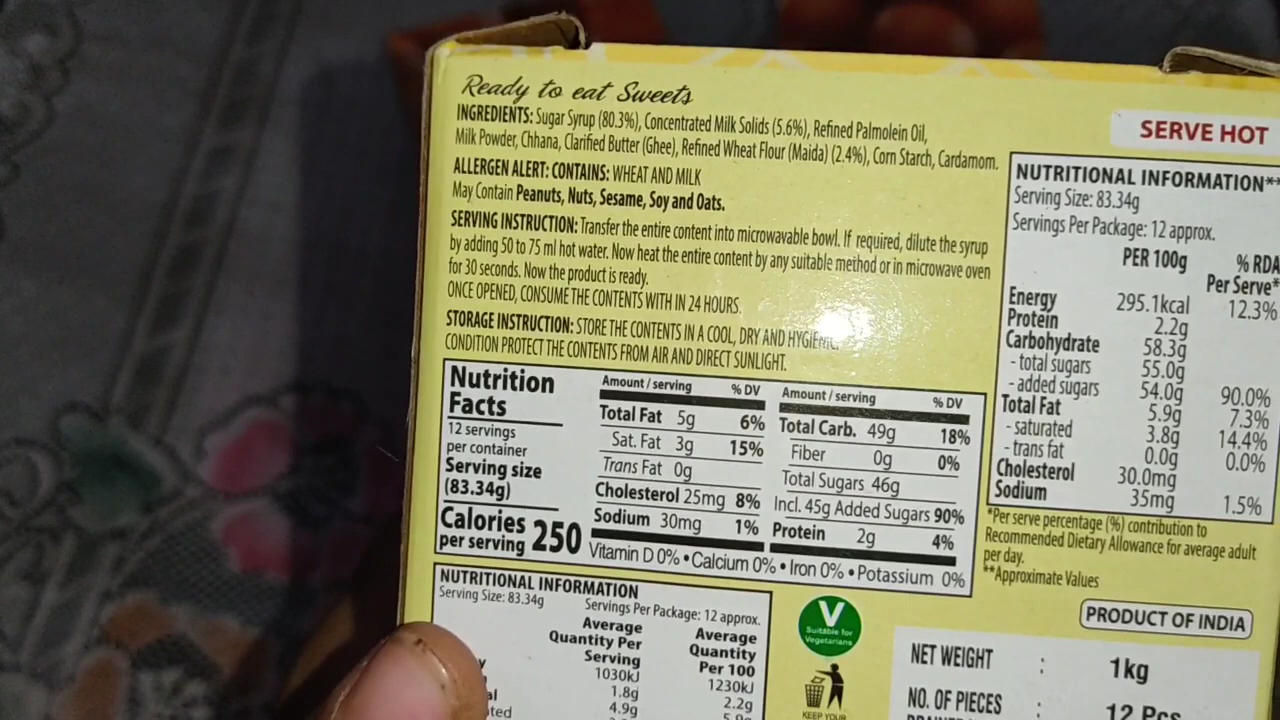 Ready to eat Sweets
INGREDIENTS: Sugar Syrup (80.3%), Concentrated Milk Solids (5.6%), Refined Palmolein Oil,
Milk Powder, Chhana, Clarified Butter (Ghee), Refined Wheat Flour (Maida) (2.4%), Corn Starch, Cardamom.
ALLERGEN ALERT: CONTAINS: WHEAT AND MILK
May Contain Peanuts, Nuts, Sesame, Soy and Oats.
SERVING INSTRUCTION: Transfer the entire content into microwavable bowl. If required, dilute the syrup
by adding 50 to 75 ml hot water. Now heat the entire content by any suitable method or in microwave oven
for 30 seconds. Now the product is ready.
ONCE OPENED, CONSUME THE CONTENTS WITH IN 24 HOURS.
STORAGE INSTRUCTION: STORE THE CONTENTS IN A COOL, DRY AND HYGIENIC
CONDITION PROTECT THE CONTENTS FROM AIR AND DIRECT SUNLIGHT.
SERVE HOT
NUTRITIONAL INFORMATION**
Serving Size: 83.34g
Servings Per Package: 12 approx.
PER 100g % RDA
Per Serve*
Energy 295.1kcal 12.3%
Protein 2.2g
Carbohydrate 58.3g
- total sugars 55.0g
- added sugars 54.0g 90.0%
Total Fat 5.9g 7.3%
- saturated 3.8g 14.4%
- trans fat 0.0g 0.0%
Cholesterol 30.0mg
Sodium 35mg 1.5%
*Per serve percentage (%) contribution to
Recommended Dietary Allowance for average adult
per day.
**Approximate Values
Nutrition
Facts
12 servings
per container
Serving size
(83.34g)
Calories
per serving 250
Amount / serving % DV
Total Fat 5g 6%
Sat. Fat 3g 15%
Trans Fat 0g
Cholesterol 25mg 8%
Sodium 30mg 1%
Amount / serving % DV
Total Carb. 49g 18%
Fiber 0g 0%
Total Sugars 46g
Incl. 45g Added Sugars 90%
Protein 2g 4%
Vitamin D 0% • Calcium 0% • Iron 0% • Potassium 0%
NUTRITIONAL INFORMATION
Serving Size: 83.34g Servings Per Package: 12 approx.
Average Average
Quantity Per Quantity
Serving Per 100
1030kJ 1230kJ
1.8g 2.2g
4.9g
V
Suitable for
Vegetarians
KEEP YOUR
PRODUCT OF INDIA
NET WEIGHT : 1kg
NO. OF PIECES : 12 Pcs